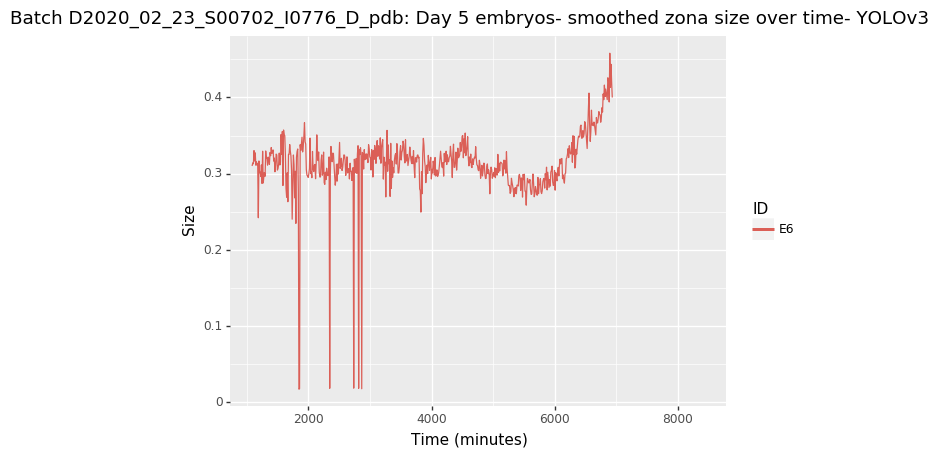 Batch D2020_02_23_S00702_I0776_D_pdb: Day 5 embryos- smoothed zona size over time- YOLOv3
0.4
0.3
0.2
0.1
0
Size
2000
4000
6000
8000
Time (minutes)
ID
E6